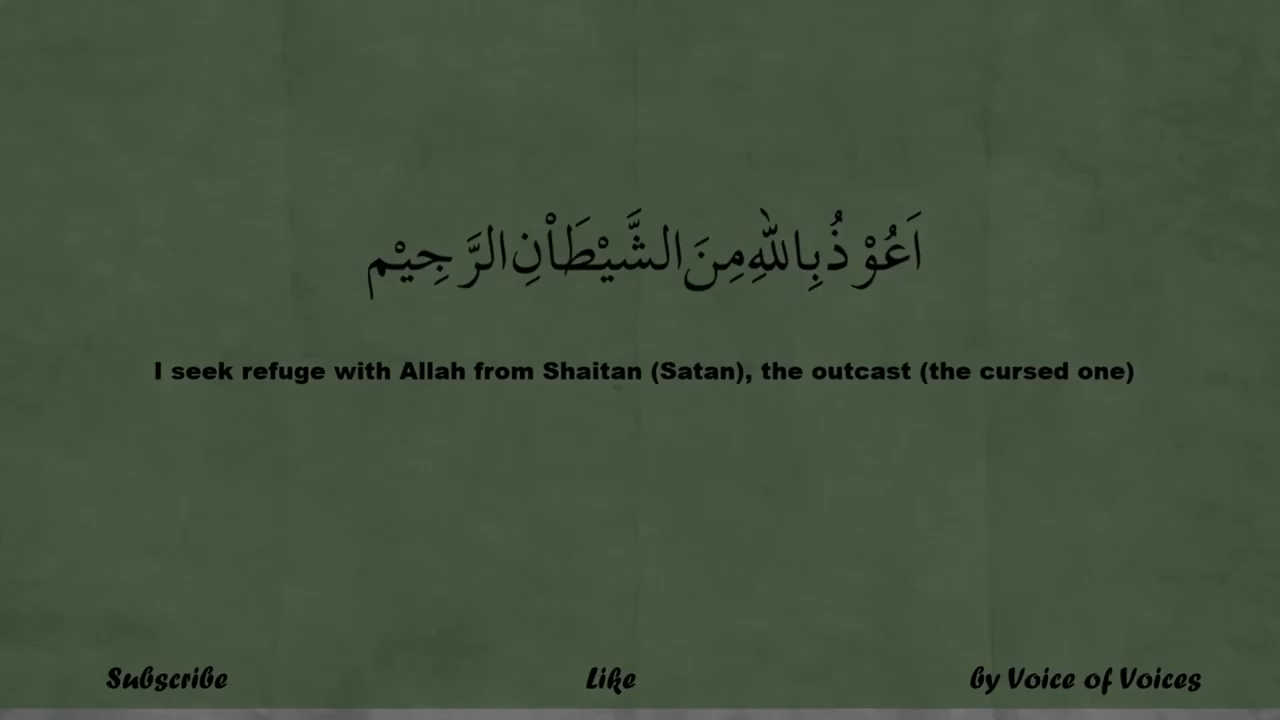 اَعُوْذُبِاللّٰهِ مِنَ الشَّيْطَاْنِ الرَّجِيْم
I seek refuge with Allah from Shaitan (Satan), the outcast (the cursed one)
Subscribe Like by Voice of Voices